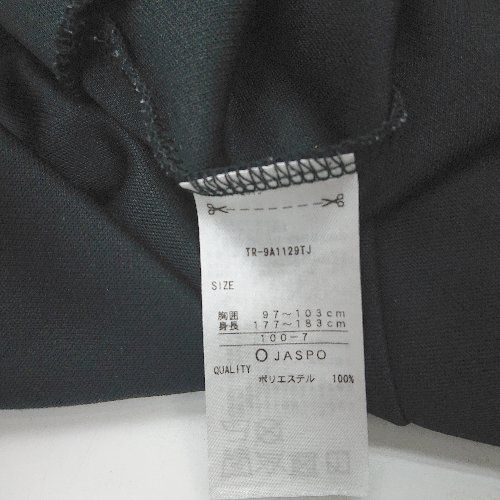 TR-9A1129TJ
SIZE
胸囲 97～103cm
身長 177～183cm
100-7
JASPO
QUALITY
ポリエステル 100%